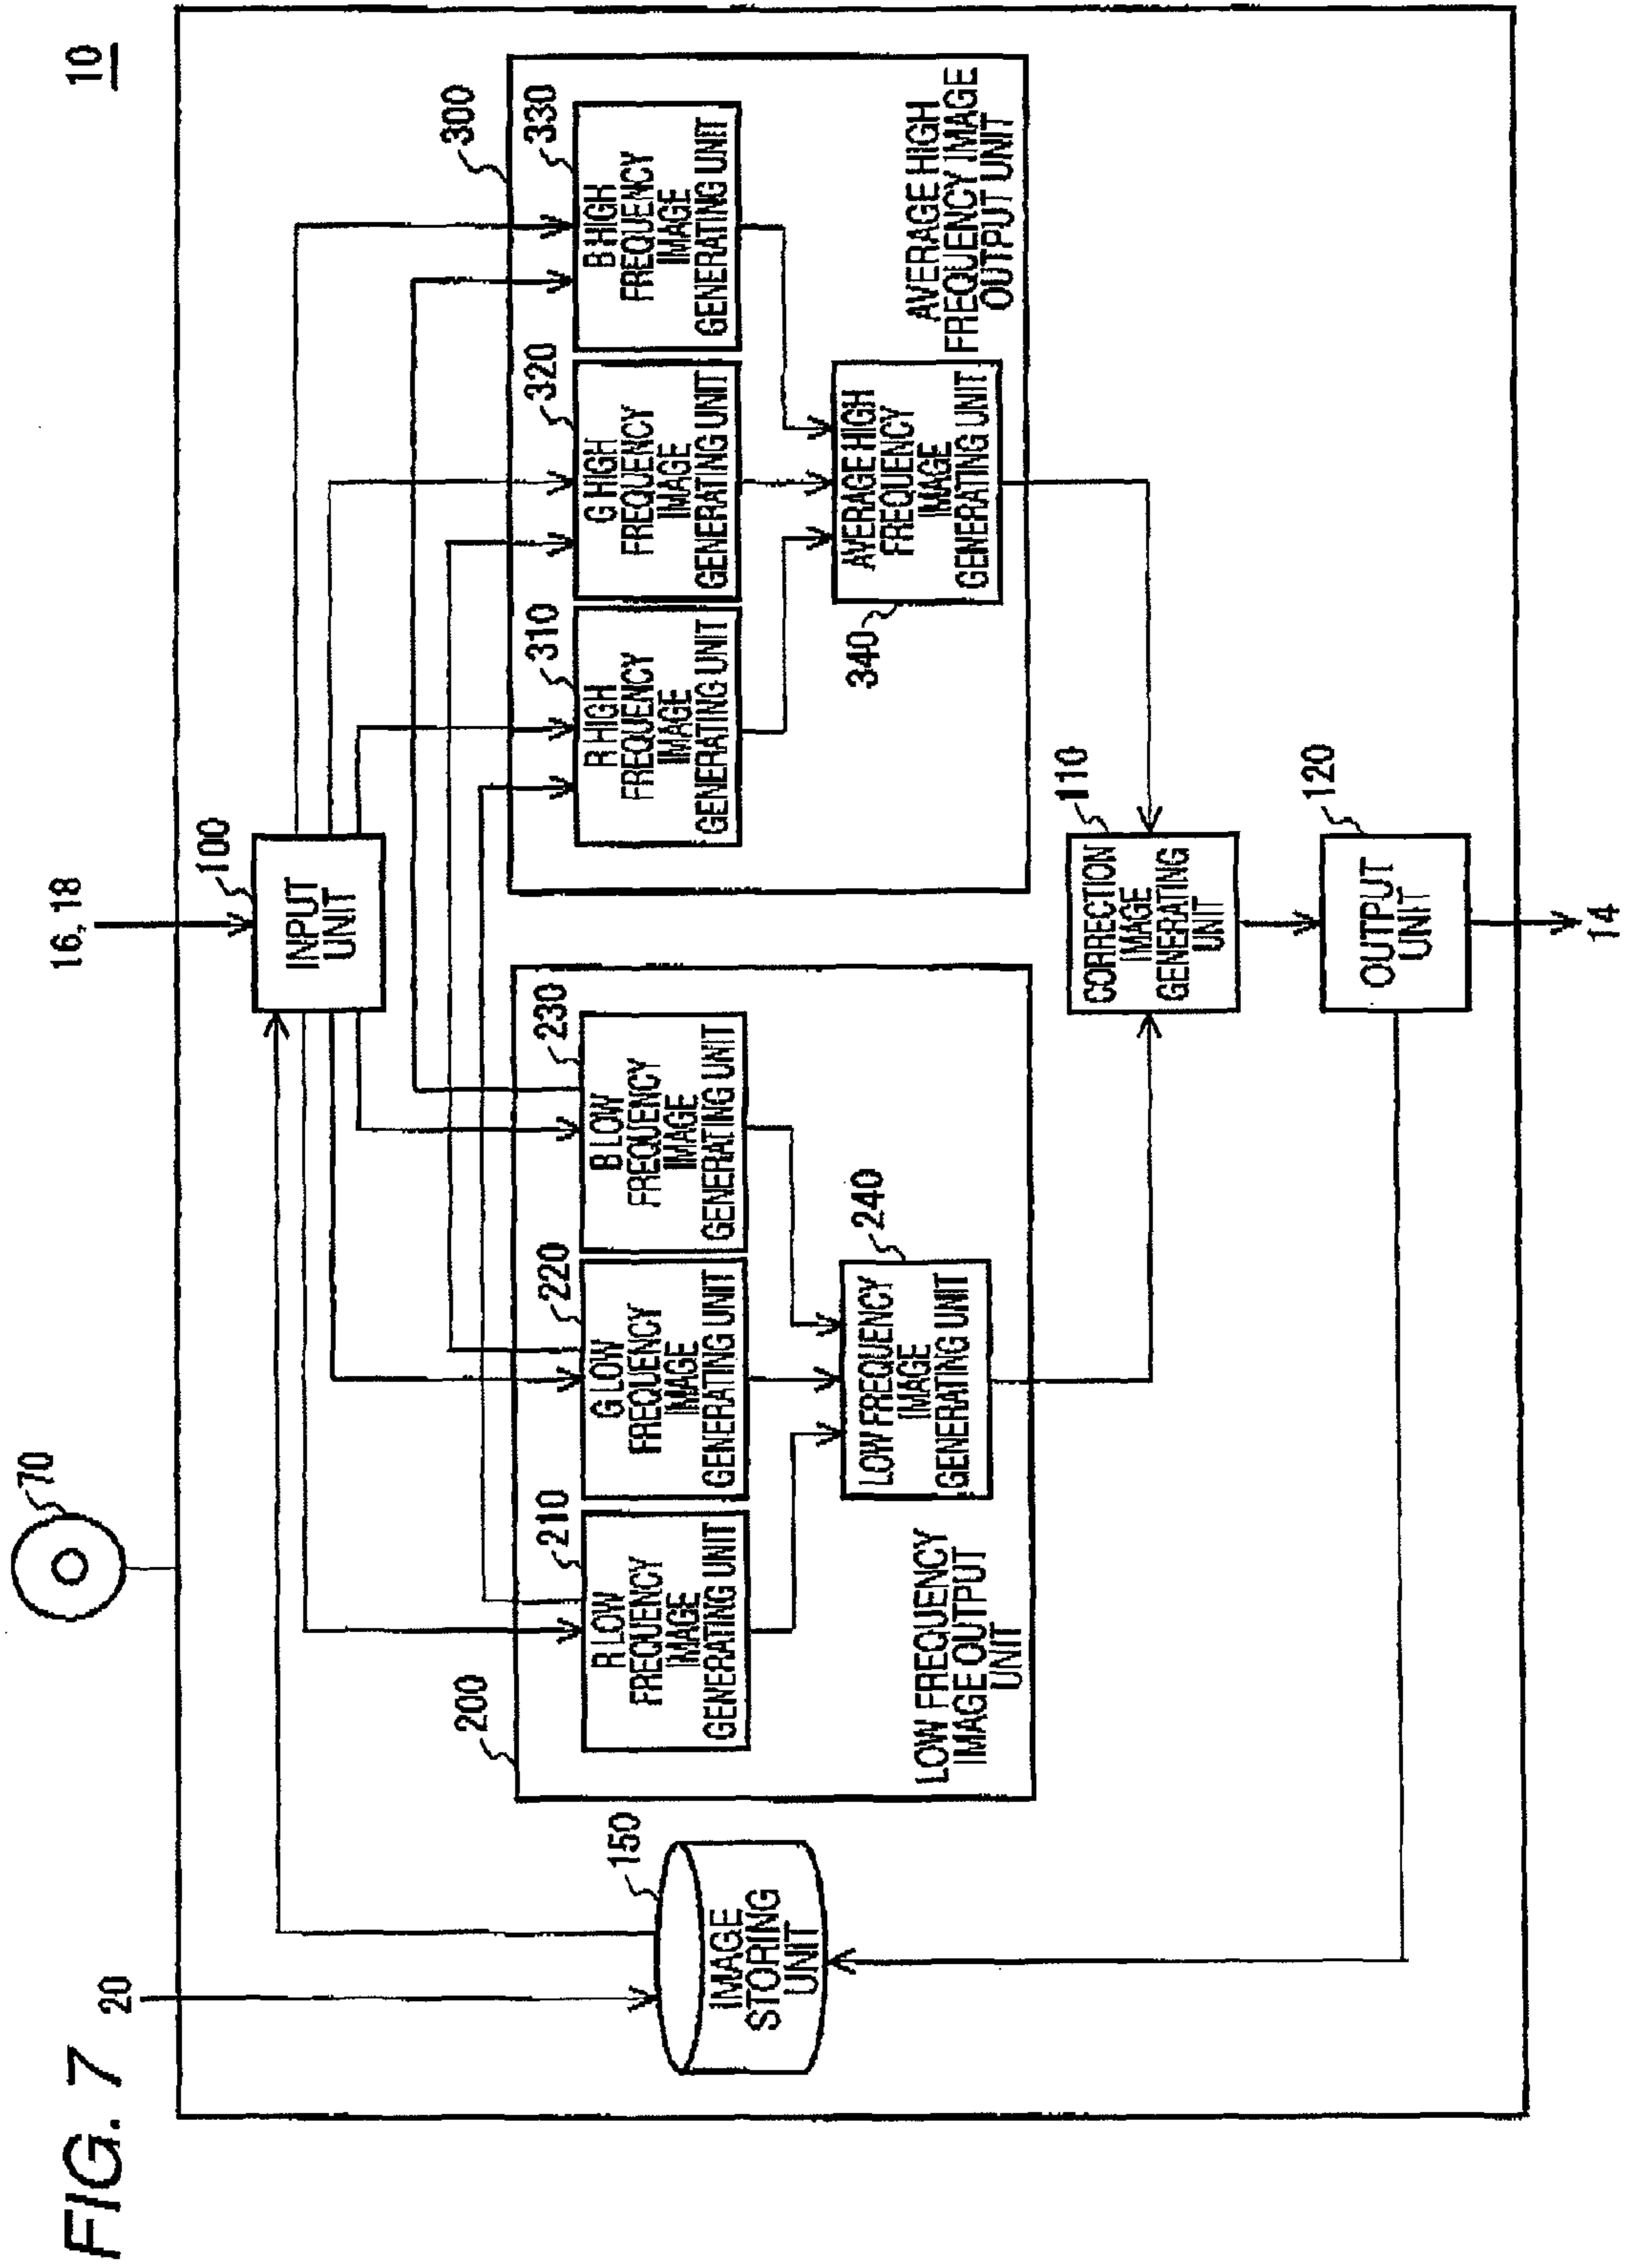 FIG. 7
10
70
20
16, 18
100
INPUT
UNIT
200
210
R LOW
FREQUENCY
IMAGE
GENERATING UNIT
220
G LOW
FREQUENCY
IMAGE
GENERATING UNIT
230
B LOW
FREQUENCY
IMAGE
GENERATING UNIT
240
LOW FREQUENCY
IMAGE
GENERATING UNIT
LOW FREQUENCY
IMAGE OUTPUT
UNIT
300
310
R HIGH
FREQUENCY
IMAGE
GENERATING UNIT
320
G HIGH
FREQUENCY
IMAGE
GENERATING UNIT
330
B HIGH
FREQUENCY
IMAGE
GENERATING UNIT
340
AVERAGE HIGH
FREQUENCY
IMAGE
GENERATING UNIT
AVERAGE HIGH
FREQUENCY IMAGE
OUTPUT UNIT
150
IMAGE
STORING
UNIT
110
CORRECTION
IMAGE
GENERATING
UNIT
120
OUTPUT
UNIT
14